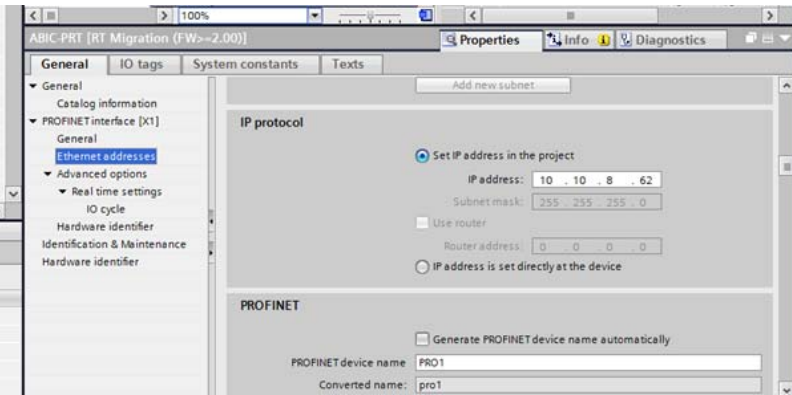 100%
ABIC-PRT [RT Migration (FW>=2.00)]
Properties
Info
Diagnostics
General
IO tags
System constants
Texts
General
Catalog information
PROFINET interface [X1]
General
Ethernet addresses
Advanced options
Real time settings
IO cycle
Hardware identifier
Identification & Maintenance
Hardware identifier
Add new subnet
IP protocol
Set IP address in the project
IP address: 10 . 10 . 8 . 62
Subnet mask: 255 . 255 . 255 . 0
Use router
Router address: 0 . 0 . 0 . 0
IP address is set directly at the device
PROFINET
Generate PROFINET device name automatically
PROFINET device name PRO1
Converted name: pro1